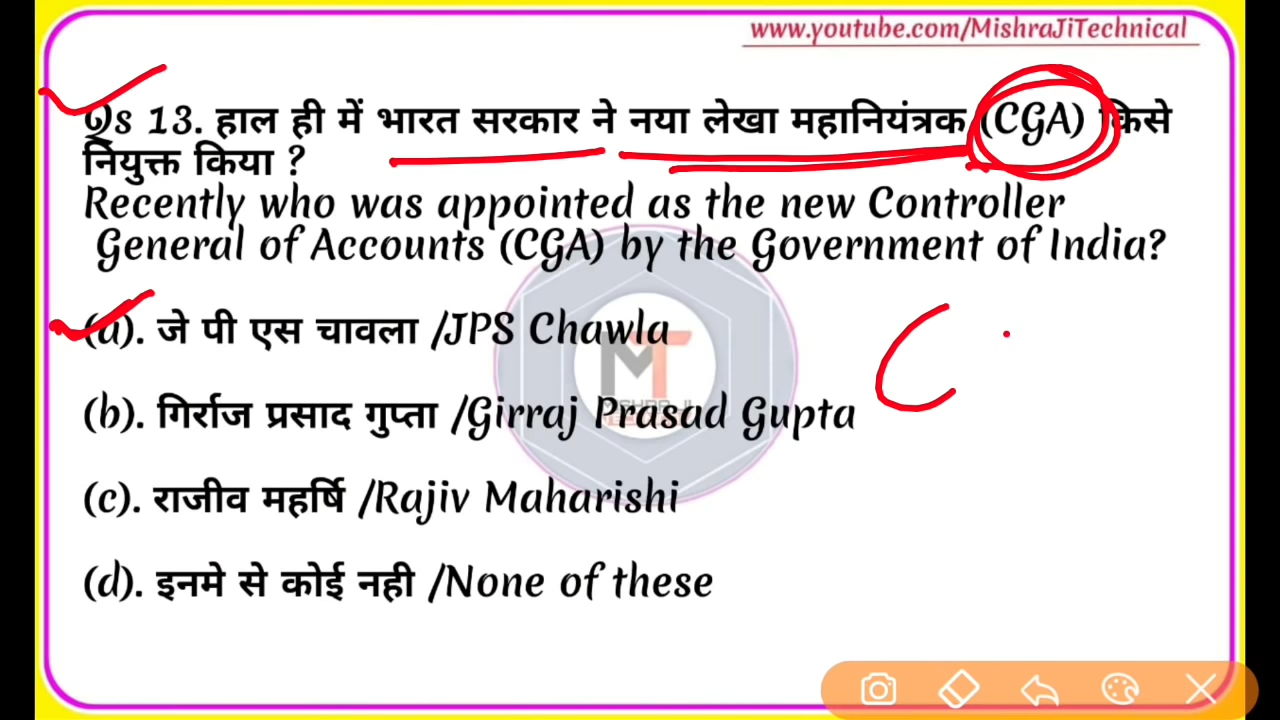 www.youtube.com/MishraJiTechnical
Qs 13. हाल ही में भारत सरकार ने नया लेखा महानियंत्रक (CGA) किसे
नियुक्त किया ?
Recently who was appointed as the new Controller
General of Accounts (CGA) by the Government of India?
(a). जे पी एस चावला /JPS Chawla
(b). गिर्राज प्रसाद गुप्ता /Girraj Prasad Gupta
(c). राजीव महर्षि /Rajiv Maharishi
(d). इनमे से कोई नही /None of these